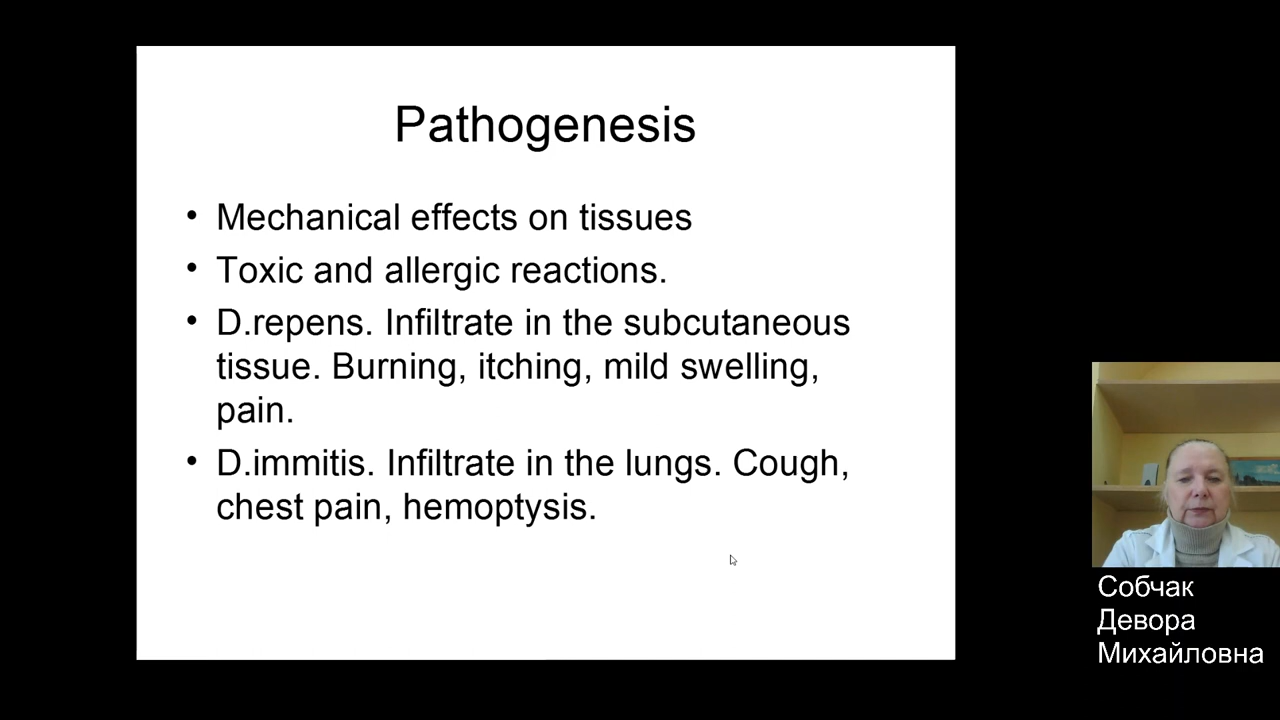 Pathogenesis
• Mechanical effects on tissues
• Toxic and allergic reactions.
• D.repens. Infiltrate in the subcutaneous
tissue. Burning, itching, mild swelling,
pain.
• D.immitis. Infiltrate in the lungs. Cough,
chest pain, hemoptysis.
Собчак
Девора
Михайловна